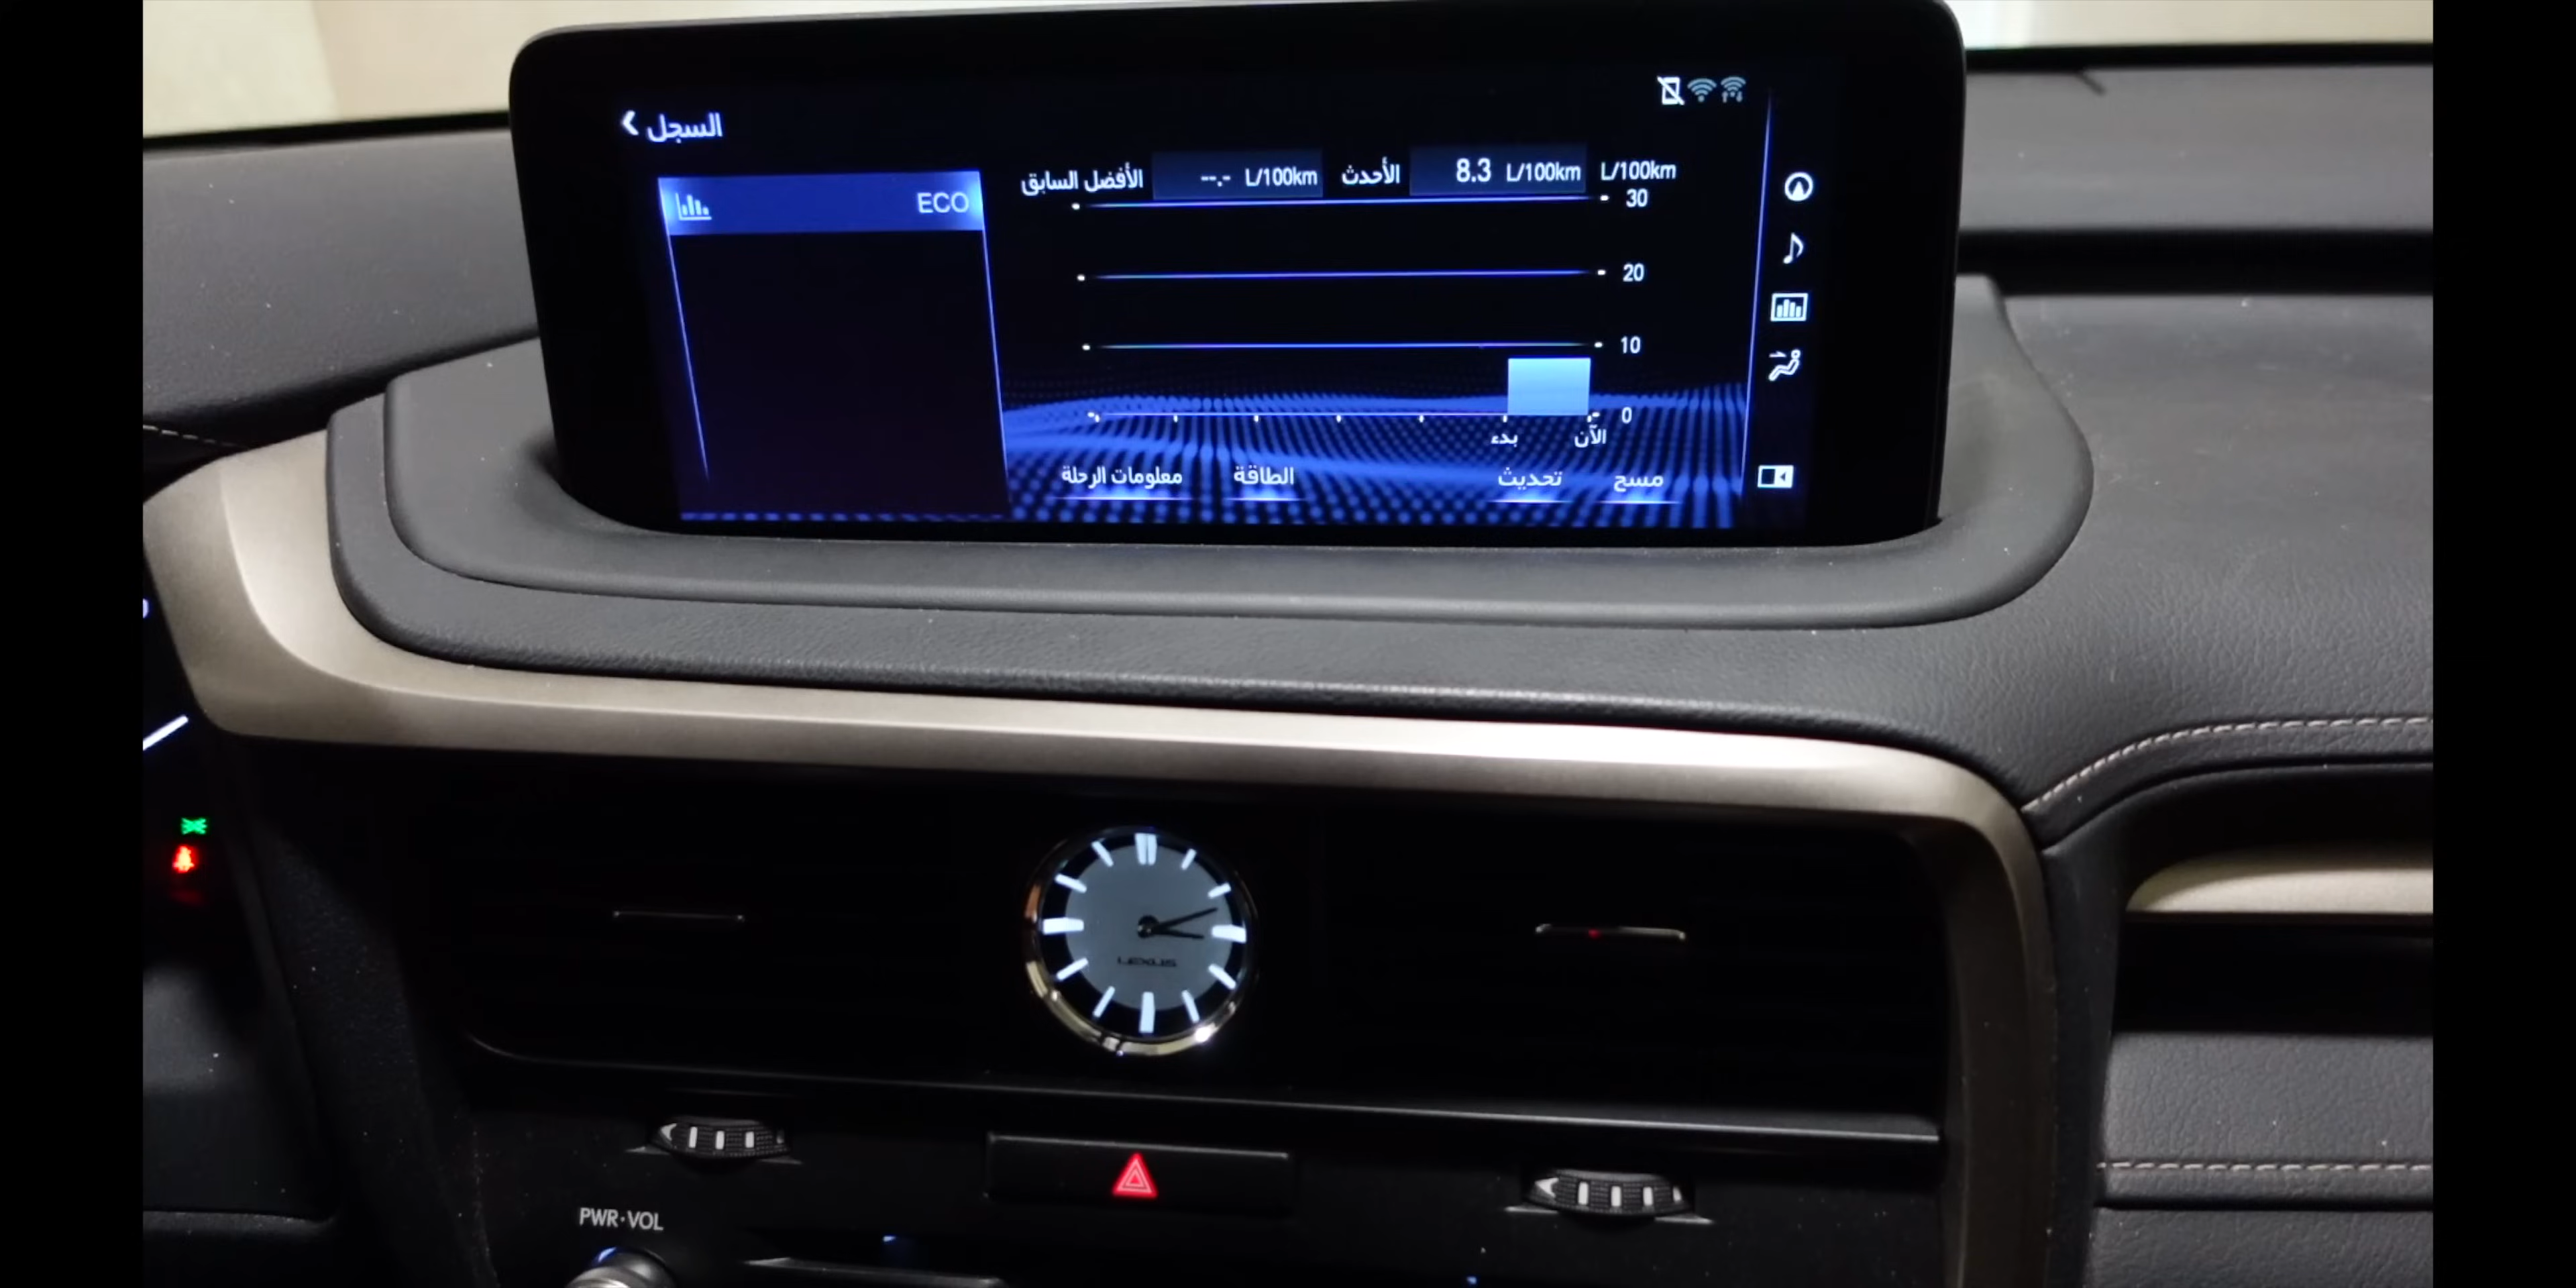 السجل
ECO
L/100km
8.3 L/100km
الأحدث
--.- L/100km
الأفضل السابق
30
20
10
0
الآن
بدء
مسح
تحديث
الطاقة
معلومات الرحلة
LEXUS
PWR·VOL